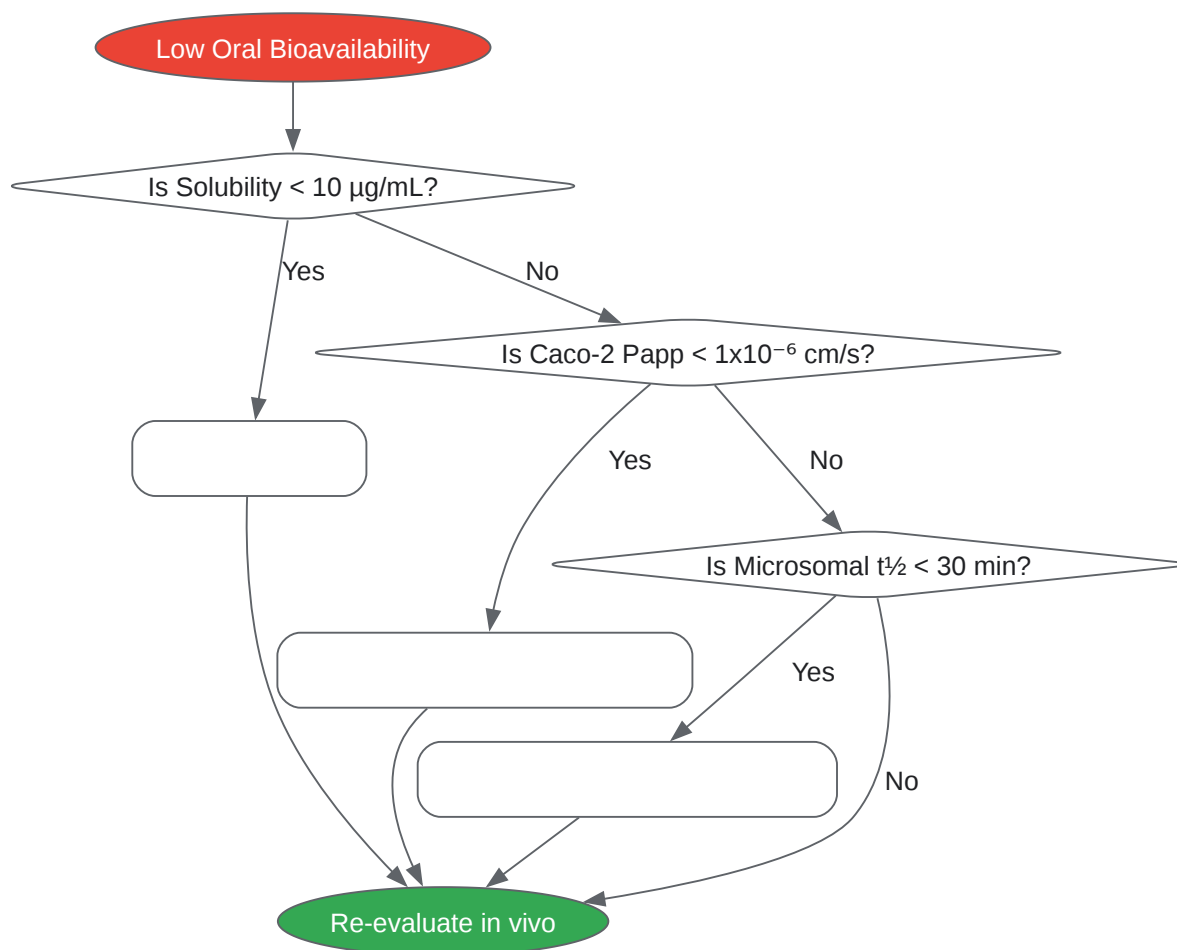 Low Oral Bioavailability
Is Solubility < 10 µg/mL?
Yes
No
Is Caco-2 Papp < 1x10⁻⁶ cm/s?
Yes
No
Is Microsomal t½ < 30 min?
Yes
No
Re-evaluate in vivo